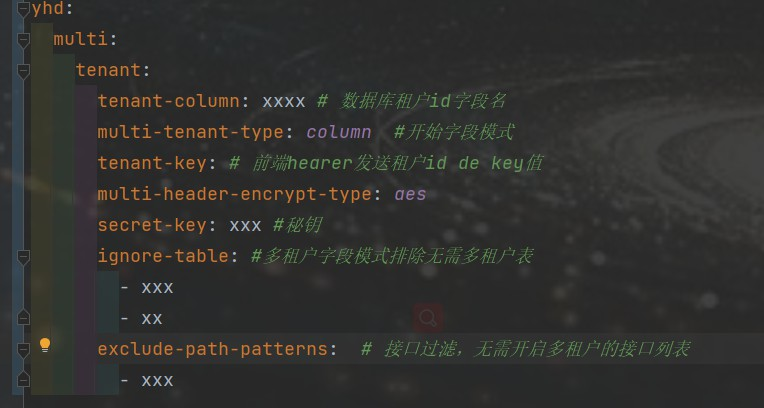 yhd:
multi:
tenant:
tenant-column: xxxx # 数据库租户id字段名
multi-tenant-type: column #开始字段模式
tenant-key: # 前端hearer发送租户id de key值
multi-header-encrypt-type: aes
secret-key: xxx #秘钥
ignore-table: #多租户字段模式排除无需多租户表
- xxx
- xx
exclude-path-patterns: # 接口过滤，无需开启多租户的接口列表
- xxx